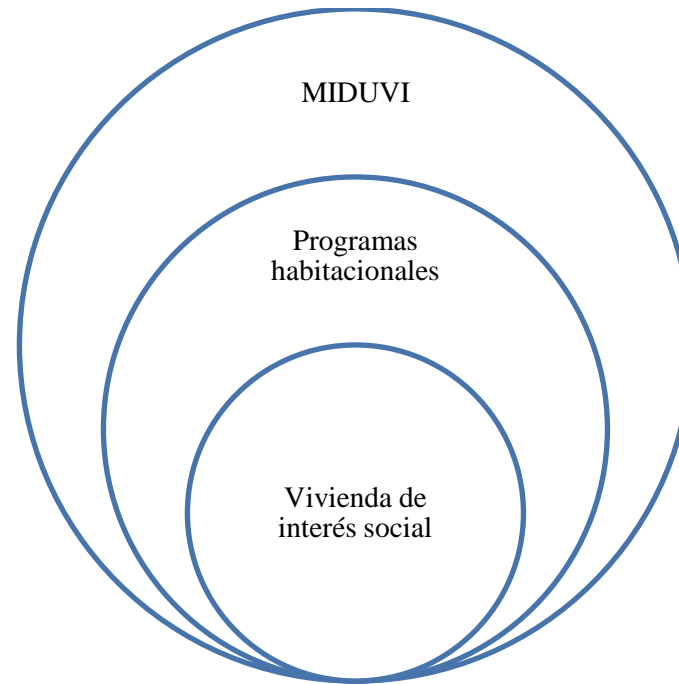 MIDUVI
Programas
habitacionales
Vivienda de
interés social